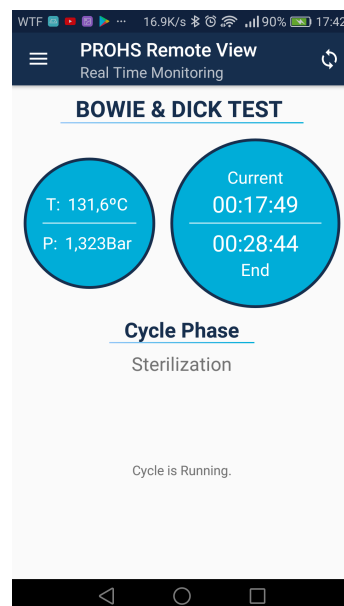 WTF ... 16.9K/s 90% 17:42
PROHS Remote View
Real Time Monitoring
BOWIE & DICK TEST
T: 131,6ºC
P: 1,323Bar
Current
00:17:49
00:28:44
End
Cycle Phase
Sterilization
Cycle is Running.